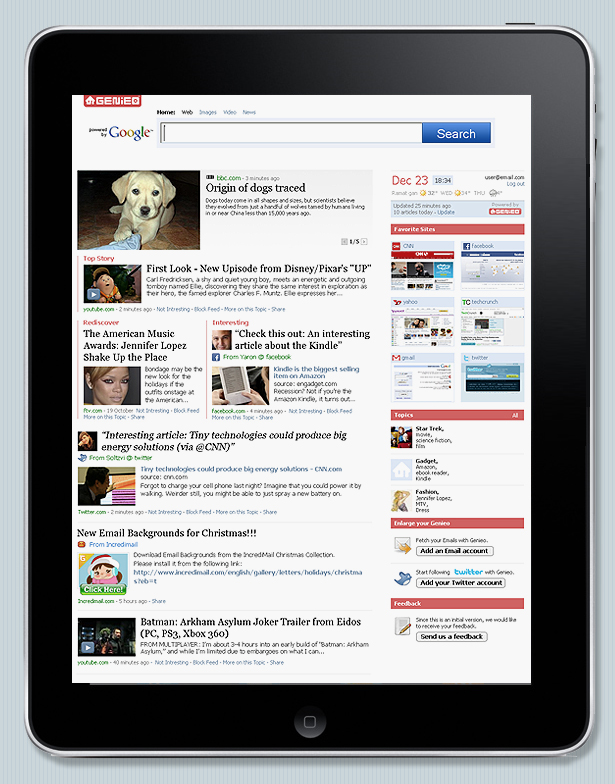 GENIEO
Home: Web Images Video News
powered by Google
Search
bbc.com - 2 minutes ago
Origin of dogs traced
Dogs today come in all shapes and sizes, but scientists believe
they evolved from just a handful of wolves tamed by humans living
in or near China less than 15,000 years ago.
1/5
Top Story
First Look - New Upisode from Disney/Pixar's "UP"
Carl Fredricksen, a shy and quiet young boy, meets an energetic and outgoing
tomboy named Ellie, discovering they share the same interest in exploration as
their hero, the famed explorer Charles F. Muntz. Ellie expresses her...
youtube.com - 2 minutes ago Not Intresting - Block Feed - More on this Topic - Share
Rediscover
The American Music
Awards: Jennifer Lopez
Shake Up the Place
Bondage may be the
new look for the
holidays if the
outfits onstage at
the American...
Ftv.com - 19 October Not Intresting - Block Feed
More on this Topic - Share
Interesting
"Check this out: An interesting
article about the Kindle"
From Yaron @ facebook
Kindle is the biggest selling
item on Amazon
source: engadget.com
Recession? Not if you're the
Amazon Kindle, it turns out...
facebook.com - 4 minutes ago - Not Intresting - Block Feed
More on this Topic - Share
"Interesting article: Tiny technologies could produce big
energy solutions (via @CNN)"
From Soltzvi @ twitter
Tiny technologies could produce big energy solutions - CNN.com
source: cnn.com
Forgot to charge your cell phone last night? Imagine that you could power it by
walking. Weirder still, you might be able to just spray a new battery on.
Twitter.com - 2 minutes ago - Not Intresting - Block Feed - More on this Topic - Share
New Email Backgrounds for Christmas!!!
From Incredimail
Click Here!
Download Email Backgrounds from the IncrediMail Christmas Collection.
Please install it from the following link:
http://www.incredimail.com/english/gallery/letters/holidays/christma
s?eb=t
Incredimail.com - 5 hours ago - Share
Batman: Arkham Asylum Joker Trailer from Eidos
(PC, PS3, Xbox 360)
FROM MULTIPLAYER: I'm about 3-4 hours into an early build of "Batman: Arkham
Asylum," and while I'm limited due to embargoes on what I can...
youtube.com - 40 minutes ago - Not Intresting - Block Feed - More on this Topic - Share
Dec 23 18:34
user@email.com
Log out
Ramat gan 32° WED 34° THU 4°
Updated 25 minutes ago
10 articles today - Update
Powered by
GENIEO
Favorite Sites
CNN
facebook
yahoo
techcrunch
gmail
twitter
Topics All
Star Trek,
movie,
science fiction,
film
Gadget,
Amazon,
ebook reader,
Kindle
Fashion,
Jennifer Lopez,
MTV,
Dress
Enlarge your Genieo
Fetch your Emails with Genieo.
Add an Email account
Start following twitter with Genieo.
Add your Twitter account
Feedback
Since this is an initial version, we would like
to receive your feedback.
Send us a feedback